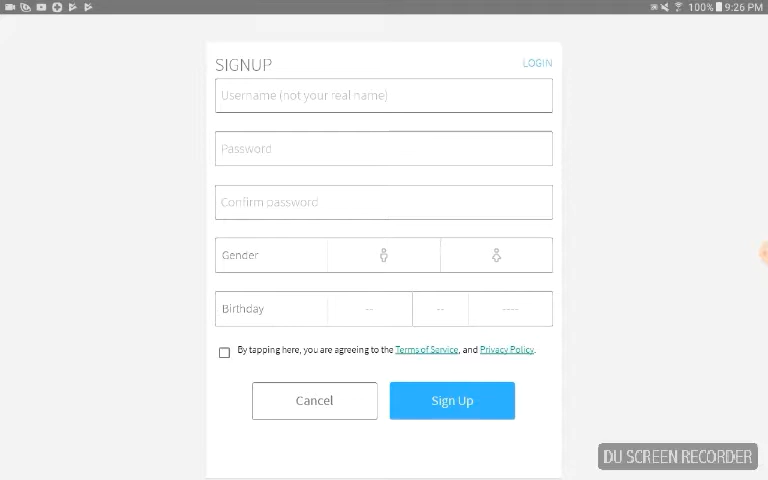 100% 9:26 PM
SIGNUP
LOGIN
Username (not your real name)
Password
Confirm password
Gender
Birthday -- -- ----
By tapping here, you are agreeing to the Terms of Service, and Privacy Policy.
Cancel
Sign Up
DU SCREEN RECORDER